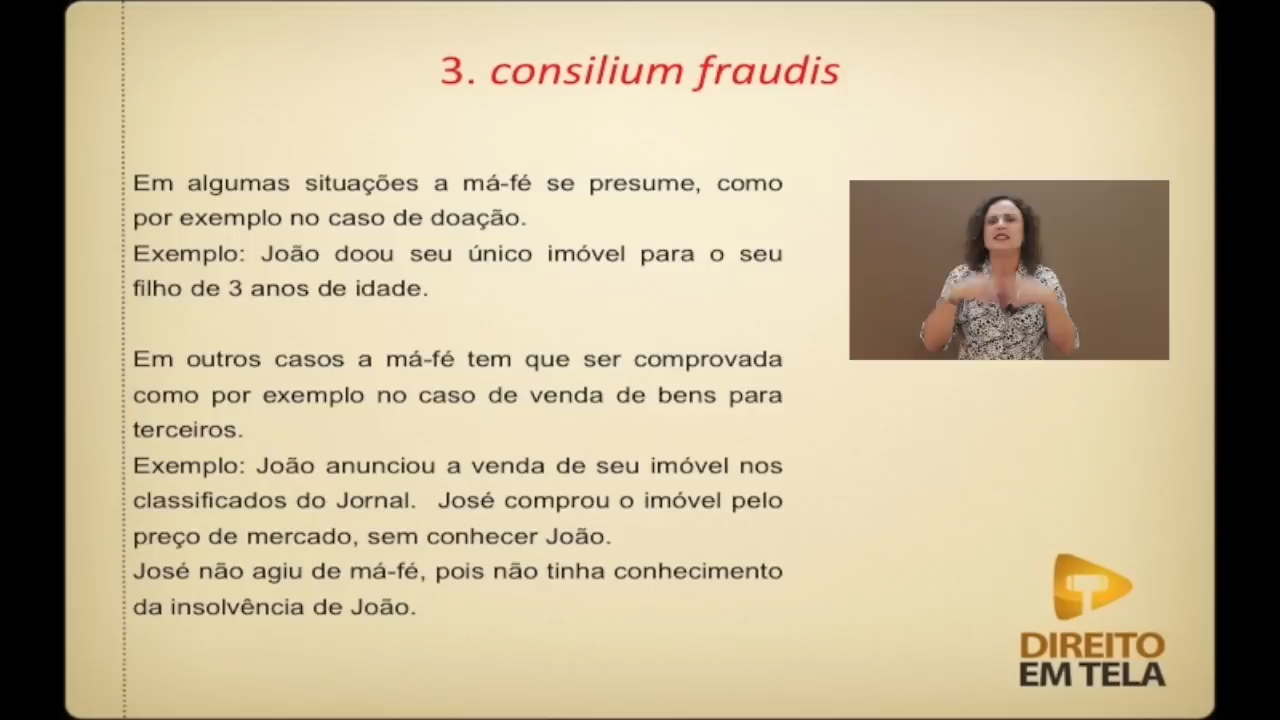 3. consilium fraudis
Em algumas situações a má-fé se presume, como
por exemplo no caso de doação.
Exemplo: João doou seu único imóvel para o seu
filho de 3 anos de idade.
Em outros casos a má-fé tem que ser comprovada
como por exemplo no caso de venda de bens para
terceiros.
Exemplo: João anunciou a venda de seu imóvel nos
classificados do Jornal. José comprou o imóvel pelo
preço de mercado, sem conhecer João.
José não agiu de má-fé, pois não tinha conhecimento
da insolvência de João.
DIREITO
EM TELA